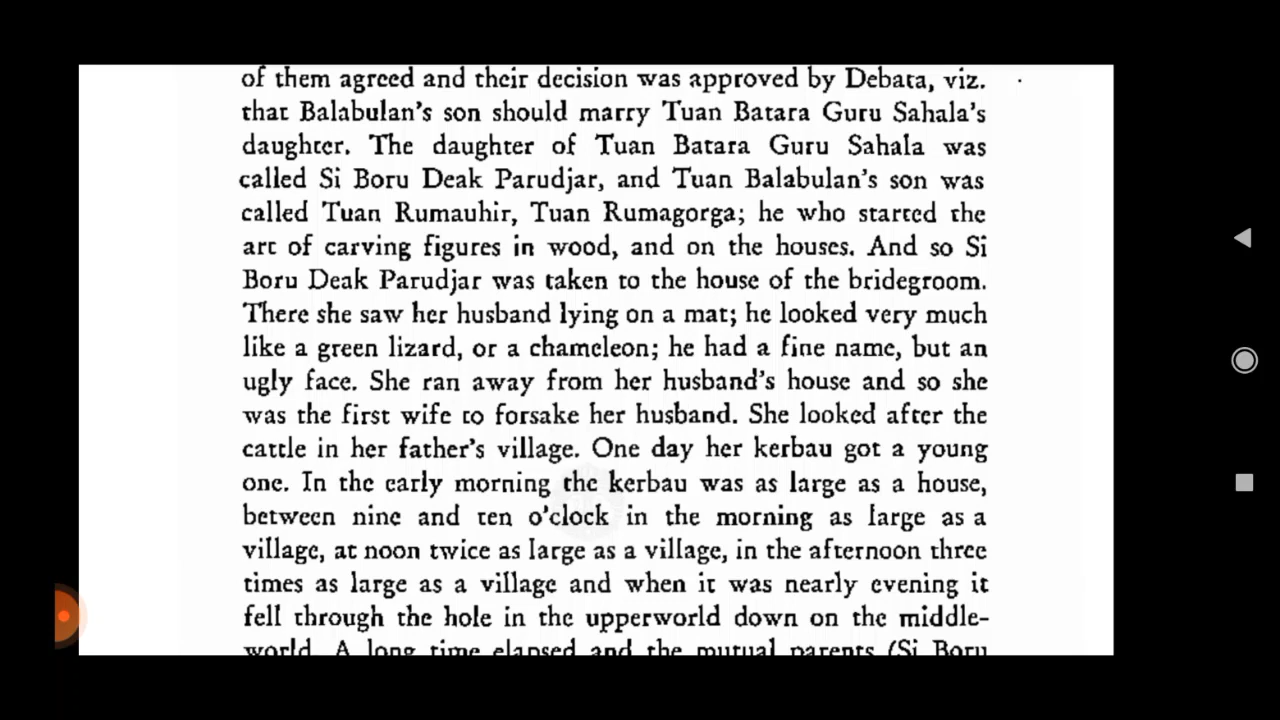 of them agreed and their decision was approved by Debata, viz.
that Balabulan's son should marry Tuan Batara Guru Sahala's
daughter. The daughter of Tuan Batara Guru Sahala was
called Si Boru Deak Parudjar, and Tuan Balabulan's son was
called Tuan Rumauhir, Tuan Rumagorga; he who started the
art of carving figures in wood, and on the houses. And so Si
Boru Deak Parudjar was taken to the house of the bridegroom.
There she saw her husband lying on a mat; he looked very much
like a green lizard, or a chameleon; he had a fine name, but an
ugly face. She ran away from her husband's house and so she
was the first wife to forsake her husband. She looked after the
cattle in her father's village. One day her kerbau got a young
one. In the early morning the kerbau was as large as a house,
between nine and ten o'clock in the morning as large as a
village, at noon twice as large as a village, in the afternoon three
times as large as a village and when it was nearly evening it
fell through the hole in the upperworld down on the middle-
world. A long time elapsed and the mutual parents (Si Boru